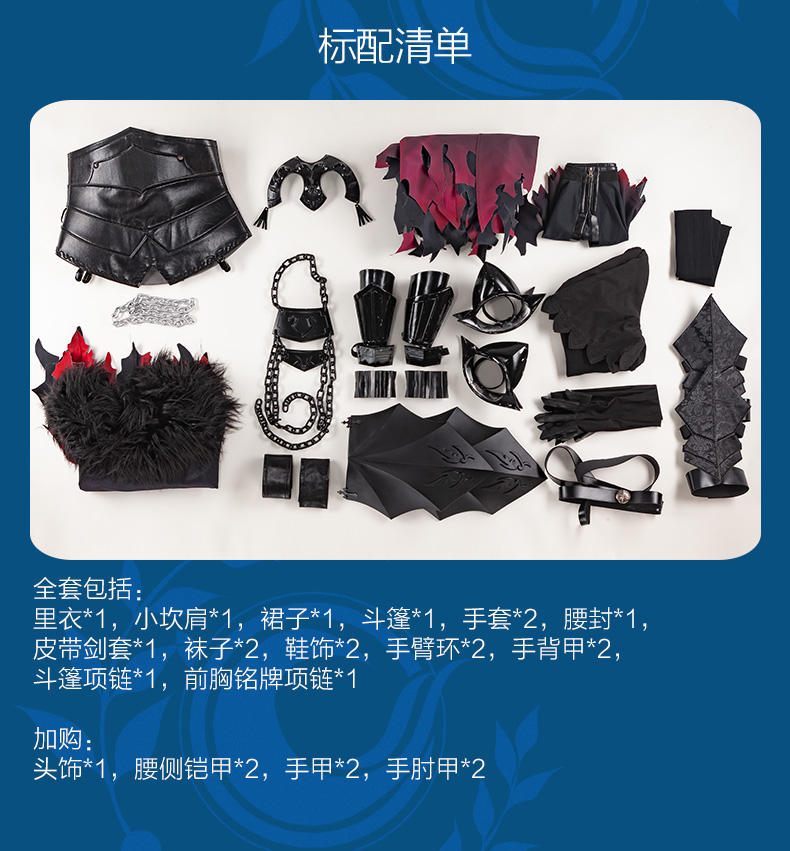 标配清单
全套包括：
里衣*1，小坎肩*1，裙子*1，斗篷*1，手套*2，腰封*1，
皮带剑套*1，袜子*2，鞋饰*2，手臂环*2，手背甲*2，
斗篷项链*1，前胸铭牌项链*1
加购：
头饰*1，腰侧铠甲*2，手甲*2，手肘甲*2